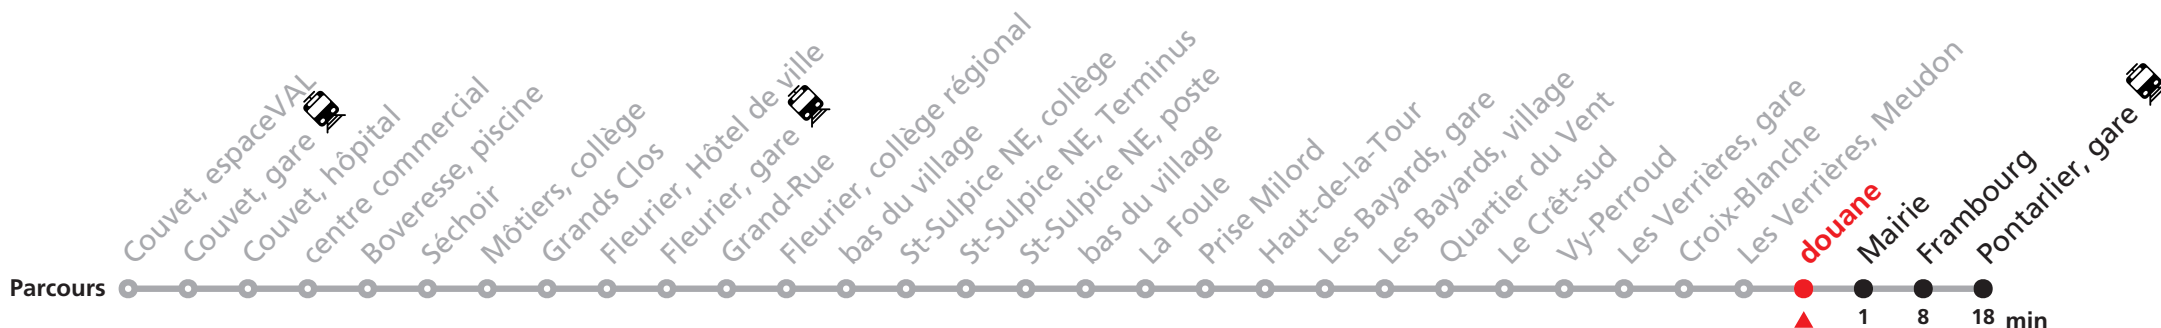 Couvet, espaceVAL
Couvet, gare
Couvet, hôpital
centre commercial
Boveresse, piscine
Séchoir
Môtiers, collège
Grands Clos
Fleurier, Hôtel de ville
Fleurier, gare
Grand-Rue
Fleurier, collège régional
bas du village
St-Sulpice NE, collège
St-Sulpice NE, Terminus
St-Sulpice NE, poste
bas du village
La Foule
Prise Milord
Haut-de-la-Tour
Les Bayards, gare
Les Bayards, village
Quartier du Vent
Le Crêt-sud
Vy-Perroud
Les Verrières, gare
Croix-Blanche
Les Verrières, Meudon
douane
Mairie
Frambourg
Pontarlier, gare
Parcours
1 8 18 min